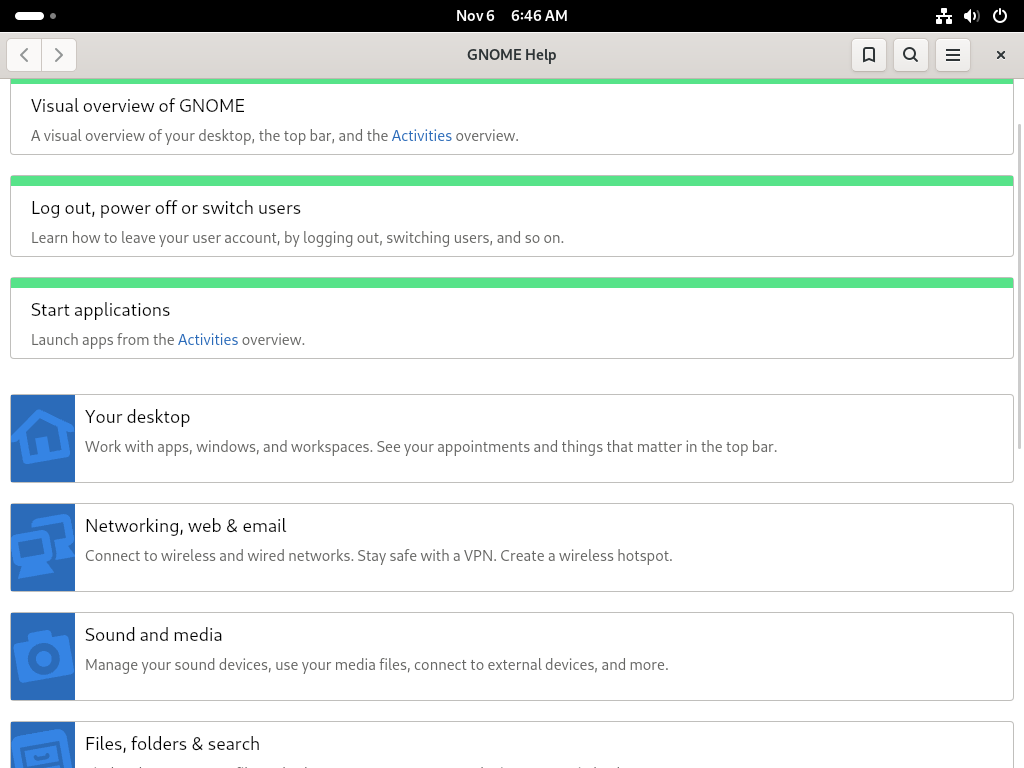 Nov 6 6:46 AM
GNOME Help
Visual overview of GNOME
A visual overview of your desktop, the top bar, and the Activities overview.
Log out, power off or switch users
Learn how to leave your user account, by logging out, switching users, and so on.
Start applications
Launch apps from the Activities overview.
Your desktop
Work with apps, windows, and workspaces. See your appointments and things that matter in the top bar.
Networking, web & email
Connect to wireless and wired networks. Stay safe with a VPN. Create a wireless hotspot.
Sound and media
Manage your sound devices, use your media files, connect to external devices, and more.
Files, folders & search